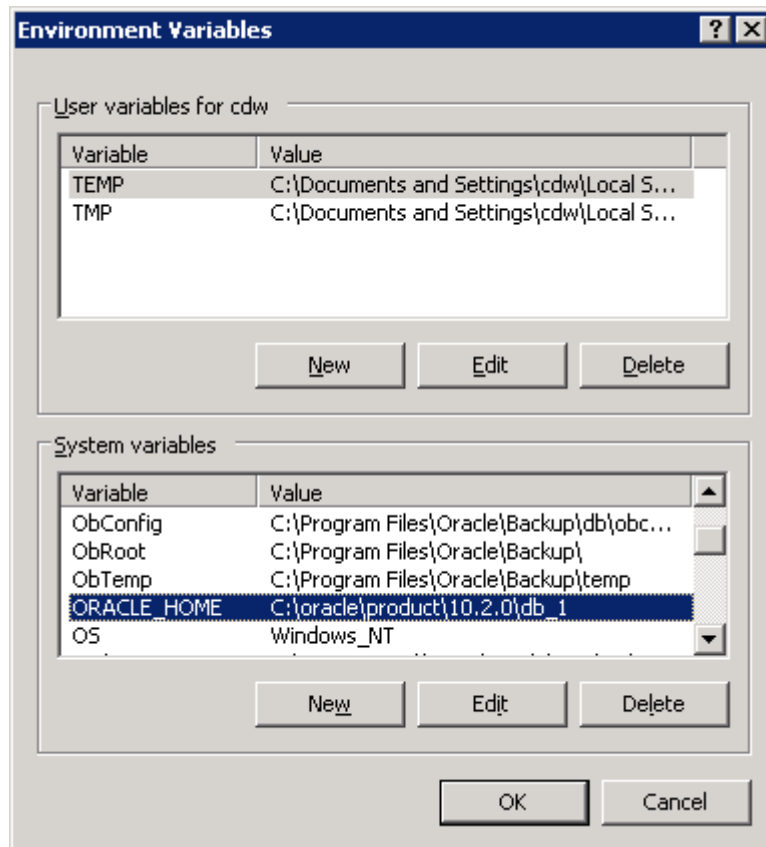 Environment Variables
User variables for cdw
Variable Value
TEMP C:\Documents and Settings\cdw\Local S...
TMP C:\Documents and Settings\cdw\Local S...
New Edit Delete
System variables
Variable Value
ObConfig C:\Program Files\Oracle\Backup\db\obc...
ObRoot C:\Program Files\Oracle\Backup\
ObTemp C:\Program Files\Oracle\Backup\temp
ORACLE_HOME C:\oracle\product\10.2.0\db_1
OS Windows_NT
New Edit Delete
OK Cancel